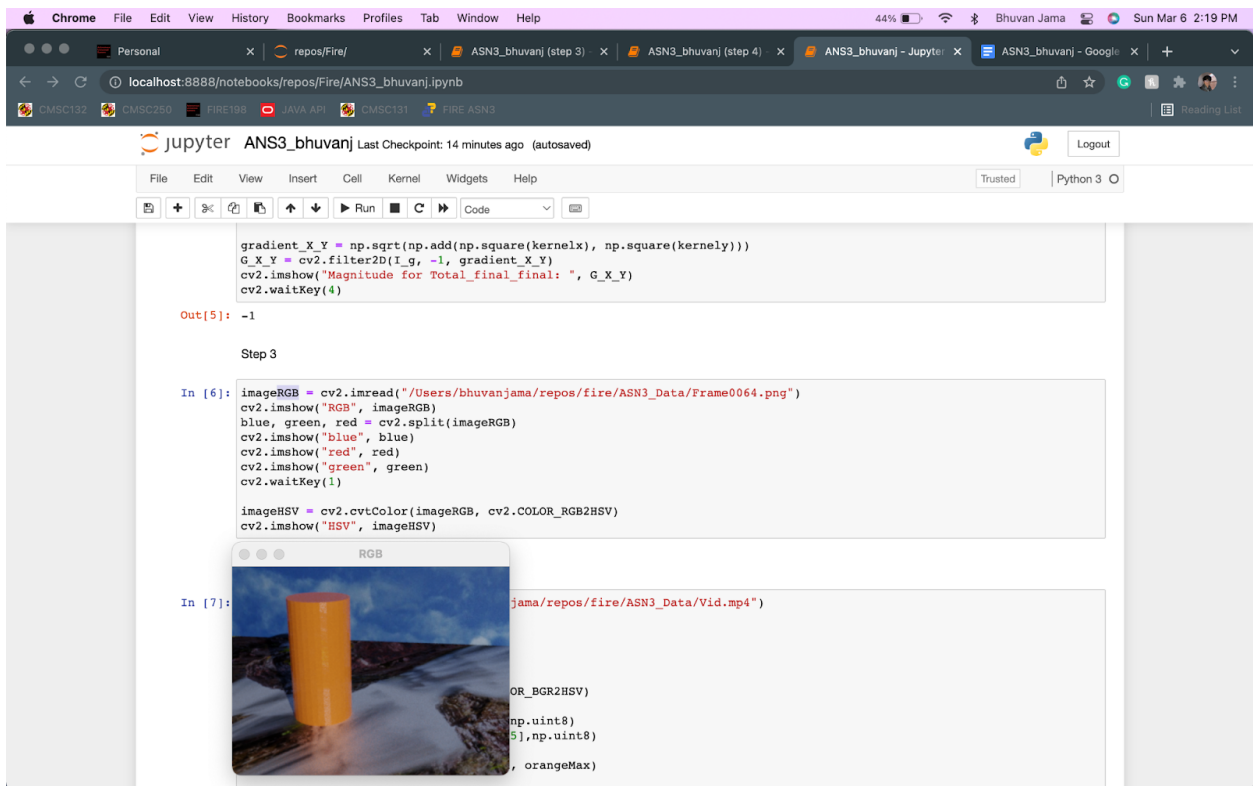 Chrome File Edit View History Bookmarks Profiles Tab Window Help 44% Bhuvan Jama Sun Mar 6 2:19 PM
Personal repos/Fire/ ASN3_bhuvanj (step 3) - ASN3_bhuvanj (step 4) - ANS3_bhuvanj - Jupyter ASN3_bhuvanj - Google
localhost:8888/notebooks/repos/Fire/ANS3_bhuvanj.ipynb
CMSC132 CMSC250 FIRE198 JAVA API CMSC131 FIRE ASN3 Reading List
jupyter ANS3_bhuvanj Last Checkpoint: 14 minutes ago (autosaved) Logout
File Edit View Insert Cell Kernel Widgets Help Trusted Python 3
Run Code
gradient_X_Y = np.sqrt(np.add(np.square(kernelx), np.square(kernely)))
G_X_Y = cv2.filter2D(I_g, -1, gradient_X_Y)
cv2.imshow("Magnitude for Total_final_final: ", G_X_Y)
cv2.waitKey(4)
Out[5]: -1
Step 3
In [6]: imageRGB = cv2.imread("/Users/bhuvanjama/repos/fire/ASN3_Data/Frame0064.png")
cv2.imshow("RGB", imageRGB)
blue, green, red = cv2.split(imageRGB)
cv2.imshow("blue", blue)
cv2.imshow("red", red)
cv2.imshow("green", green)
cv2.waitKey(1)
imageHSV = cv2.cvtColor(imageRGB, cv2.COLOR_RGB2HSV)
cv2.imshow("HSV", imageHSV)
RGB
In [7]: jama/repos/fire/ASN3_Data/Vid.mp4")
OR_BGR2HSV)
np.uint8)
5],np.uint8)
, orangeMax)